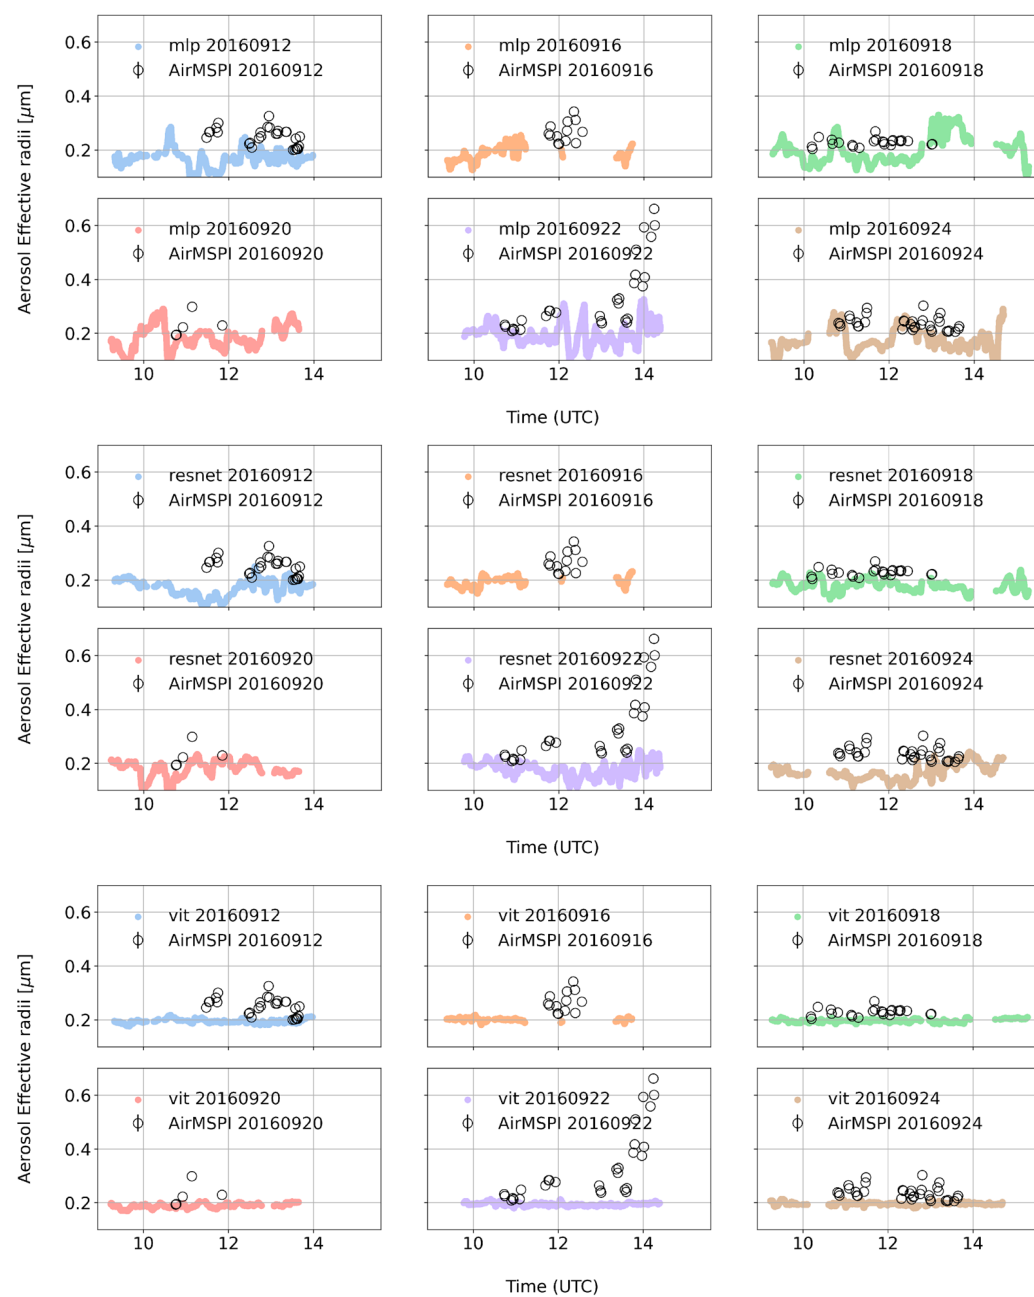 Aerosol Effective radii [μm]
0.6
0.4
0.2
mlp 20160912
AirMSPI 20160912
mlp 20160916
AirMSPI 20160916
mlp 20160918
AirMSPI 20160918
0.6
0.4
0.2
mlp 20160920
AirMSPI 20160920
mlp 20160922
AirMSPI 20160922
mlp 20160924
AirMSPI 20160924
10 12 14
10 12 14
10 12 14
Time (UTC)
Aerosol Effective radii [μm]
0.6
0.4
0.2
resnet 20160912
AirMSPI 20160912
resnet 20160916
AirMSPI 20160916
resnet 20160918
AirMSPI 20160918
0.6
0.4
0.2
resnet 20160920
AirMSPI 20160920
resnet 20160922
AirMSPI 20160922
resnet 20160924
AirMSPI 20160924
10 12 14
10 12 14
10 12 14
Time (UTC)
Aerosol Effective radii [μm]
0.6
0.4
0.2
vit 20160912
AirMSPI 20160912
vit 20160916
AirMSPI 20160916
vit 20160918
AirMSPI 20160918
0.6
0.4
0.2
vit 20160920
AirMSPI 20160920
vit 20160922
AirMSPI 20160922
vit 20160924
AirMSPI 20160924
10 12 14
10 12 14
10 12 14
Time (UTC)